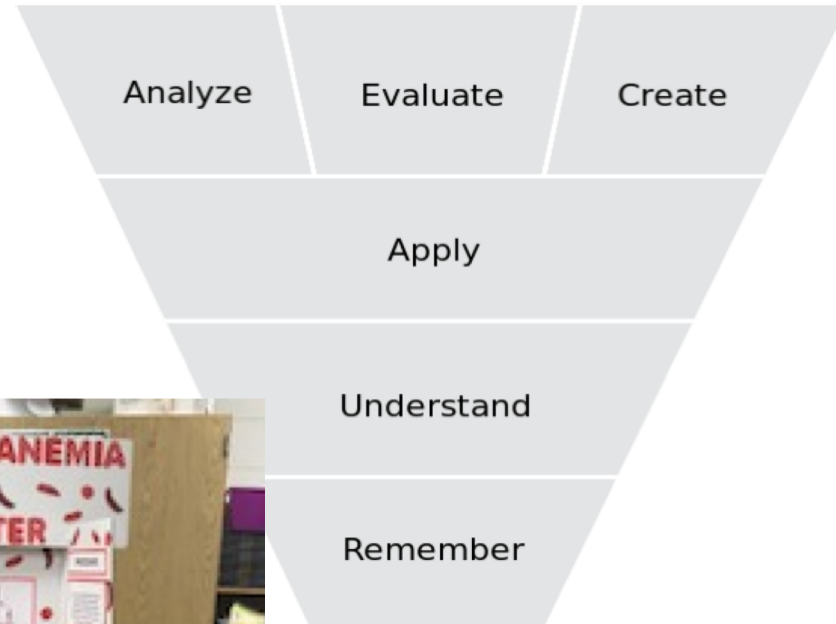 Analyze Evaluate Create
Apply
Understand
ANEMIA
TER
Remember